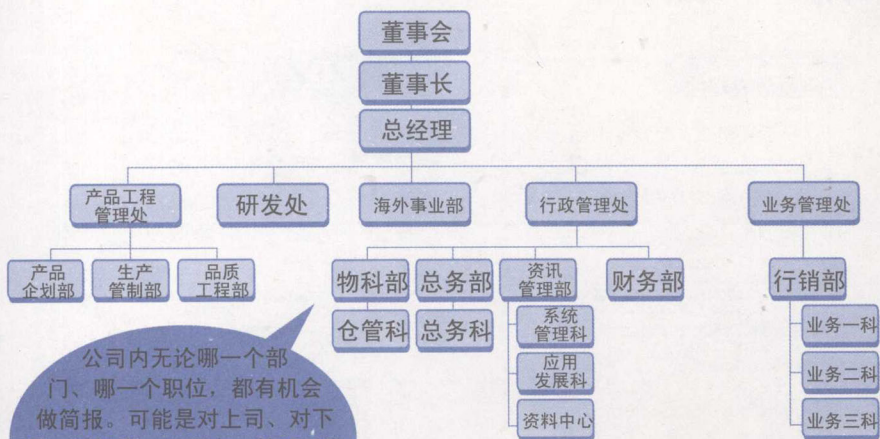 董事会
董事长
总经理
产品工程
管理处
研发处
海外事业部
行政管理处
业务管理处
产品
企划部
生产
管制部
品质
工程部
物科部
总务部
资讯
管理部
财务部
行销部
仓管科
总务科
系统
管理科
应用
发展科
资料中心
业务一科
业务二科
业务三科
公司内无论哪一个部
门、哪一个职位，都有机会
做简报。可能是对上司、对下